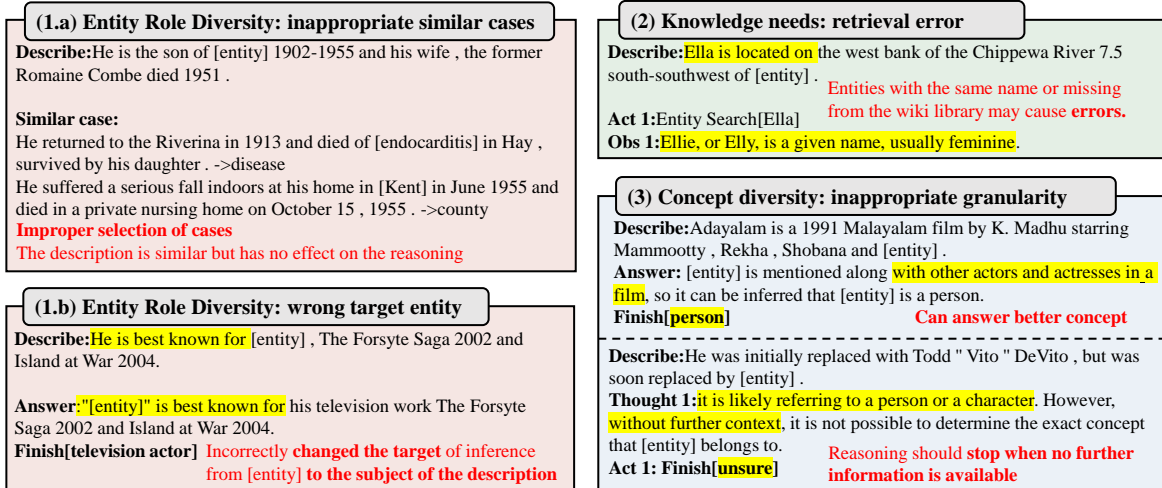 (1.a) Entity Role Diversity: inappropriate similar cases
Describe:He is the son of [entity] 1902-1955 and his wife , the former
Romaine Combe died 1951 .
Similar case:
He returned to the Riverina in 1913 and died of [endocarditis] in Hay ,
survived by his daughter . ->disease
He suffered a serious fall indoors at his home in [Kent] in June 1955 and
died in a private nursing home on October 15 , 1955 . ->county
Improper selection of cases
The description is similar but has no effect on the reasoning
(1.b) Entity Role Diversity: wrong target entity
Describe:He is best known for [entity] , The Forsyte Saga 2002 and
Island at War 2004.
Answer:"[entity]" is best known for his television work The Forsyte
Saga 2002 and Island at War 2004.
Finish[television actor] Incorrectly changed the target of inference
from [entity] to the subject of the description
(2) Knowledge needs: retrieval error
Describe:Ella is located on the west bank of the Chippewa River 7.5
south-southwest of [entity] .
Entities with the same name or missing
from the wiki library may cause errors.
Act 1:Entity Search[Ella]
Obs 1:Ellie, or Elly, is a given name, usually feminine.
(3) Concept diversity: inappropriate granularity
Describe:Adayalam is a 1991 Malayalam film by K. Madhu starring
Mammootty , Rekha , Shobana and [entity] .
Answer: [entity] is mentioned along with other actors and actresses in a
film, so it can be inferred that [entity] is a person.
Finish[person] Can answer better concept
Describe:He was initially replaced with Todd " Vito " DeVito , but was
soon replaced by [entity] .
Thought 1:it is likely referring to a person or a character. However,
without further context, it is not possible to determine the exact concept
that [entity] belongs to.
Act 1: Finish[unsure]
Reasoning should stop when no further
information is available